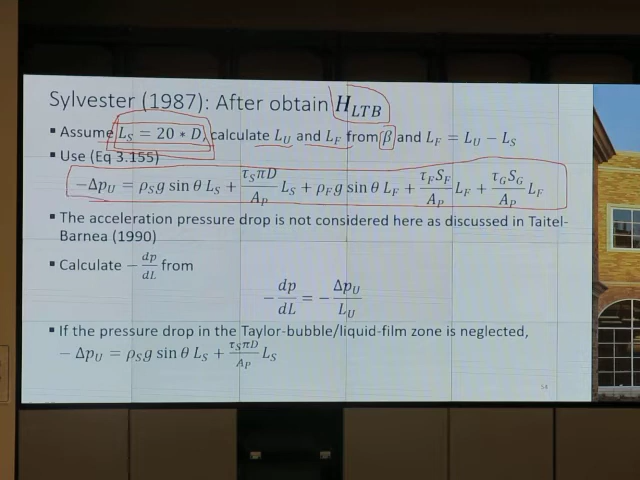 Sylvester (1987): After obtain H_LTB
▪ Assume L_S = 20 * D, calculate L_U and L_F from β and L_F = L_U − L_S
▪ Use (Eq 3.155)
−Δp_U = ρ_S g sin θ L_S + τ_S πD / A_P L_S + ρ_F g sin θ L_F + τ_F S_F / A_P L_F + τ_G S_G / A_P L_F
▪ The acceleration pressure drop is not considered here as discussed in Taitel-
Barnea (1990)
▪ Calculate − dp/dL from
− dp/dL = − Δp_U / L_U
▪ If the pressure drop in the Taylor-bubble/liquid-film zone is neglected,
− Δp_U = ρ_S g sin θ L_S + τ_S πD / A_P L_S